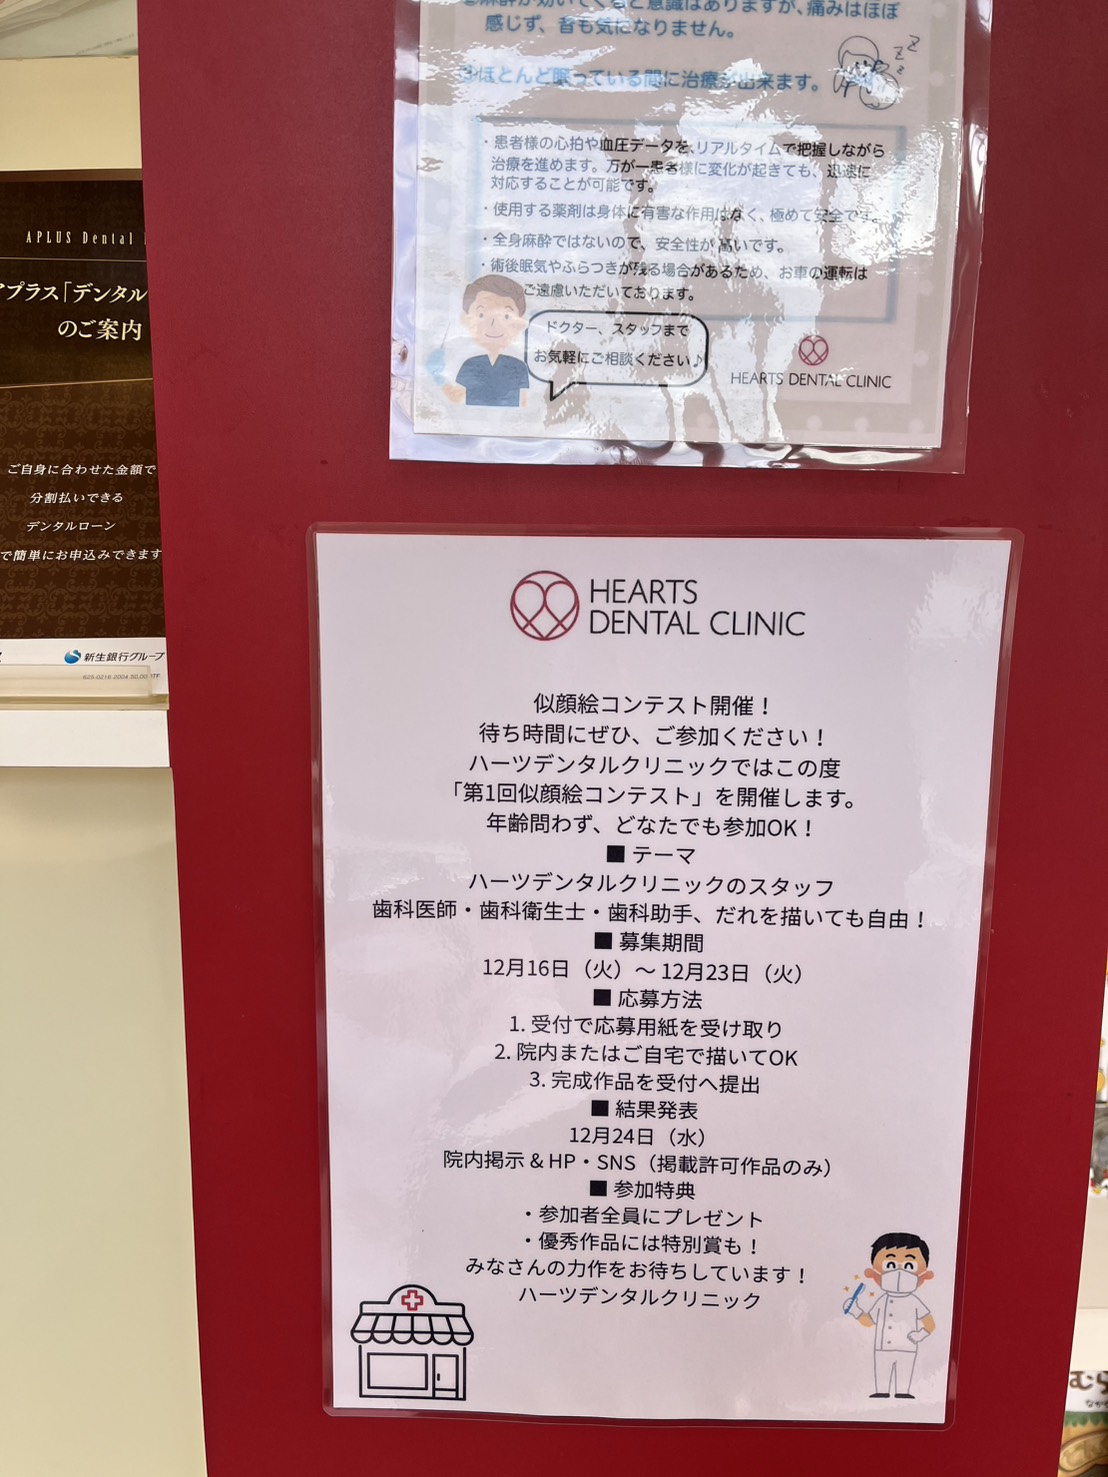 麻酔が効いてくると意識はありますが、痛みはほぼ
感じず、音も気になりません。
ほとんど眠っている間に治療が出来ます。
・患者様の心拍や血圧データを、リアルタイムで把握しながら
治療を進めます。万が一患者様に変化が起きても、迅速に
対応することが可能です。
・使用する薬剤は身体に有害な作用はなく、極めて安全です。
・全身麻酔ではないので、安全性が高いです。
・術後眠気やふらつきが残る場合があるため、お車の運転は
ご遠慮いただいております。
ドクター、スタッフまで
お気軽にご相談ください♪
HEARTS DENTAL CLINIC
APLUS Dental
アプラス「デンタル
のご案内
ご自身に合わせた金額で
分割払いできる
デンタルローン
で簡単にお申込みできます
新生銀行グループ
HEARTS
DENTAL CLINIC
似顔絵コンテスト開催！
待ち時間にぜひ、ご参加ください！
ハーツデンタルクリニックではこの度
「第1回似顔絵コンテスト」を開催します。
年齢問わず、どなたでも参加OK！
■ テーマ
ハーツデンタルクリニックのスタッフ
歯科医師・歯科衛生士・歯科助手、だれを描いても自由！
■ 募集期間
12月16日（火）～12月23日（火）
■ 応募方法
1. 受付で応募用紙を受け取り
2. 院内またはご自宅で描いてOK
3. 完成作品を受付へ提出
■ 結果発表
12月24日（水）
院内掲示 & HP・SNS（掲載許可作品のみ）
■ 参加特典
・参加者全員にプレゼント
・優秀作品には特別賞も！
みなさんの力作をお待ちしています！
ハーツデンタルクリニック
むら